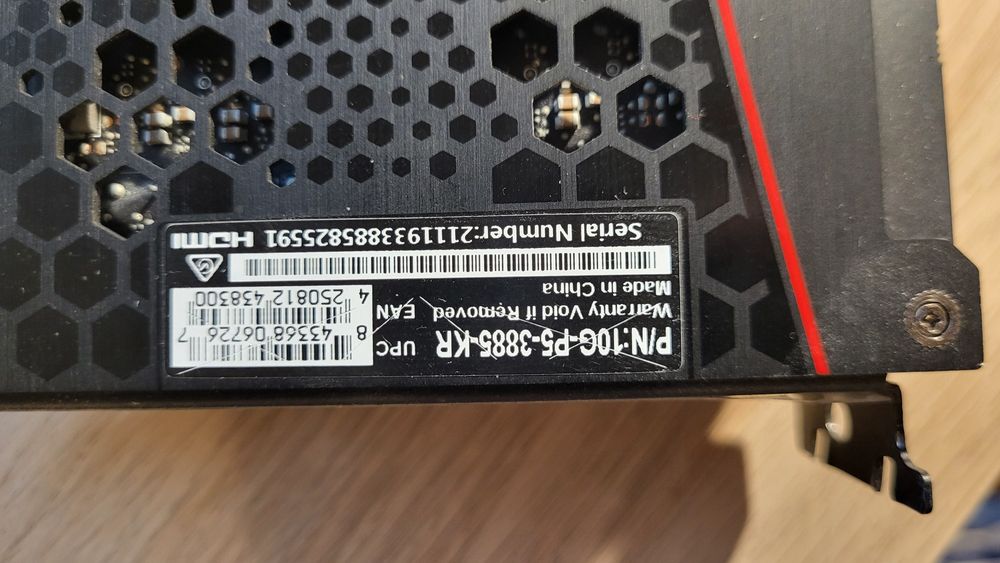 P/N:10G-P5-3885-KR UPC 8 43368 06726 7
Warranty Void if Removed EAN 4 250812 438300
Made in China
Serial Number:21111933885825591 HDMI